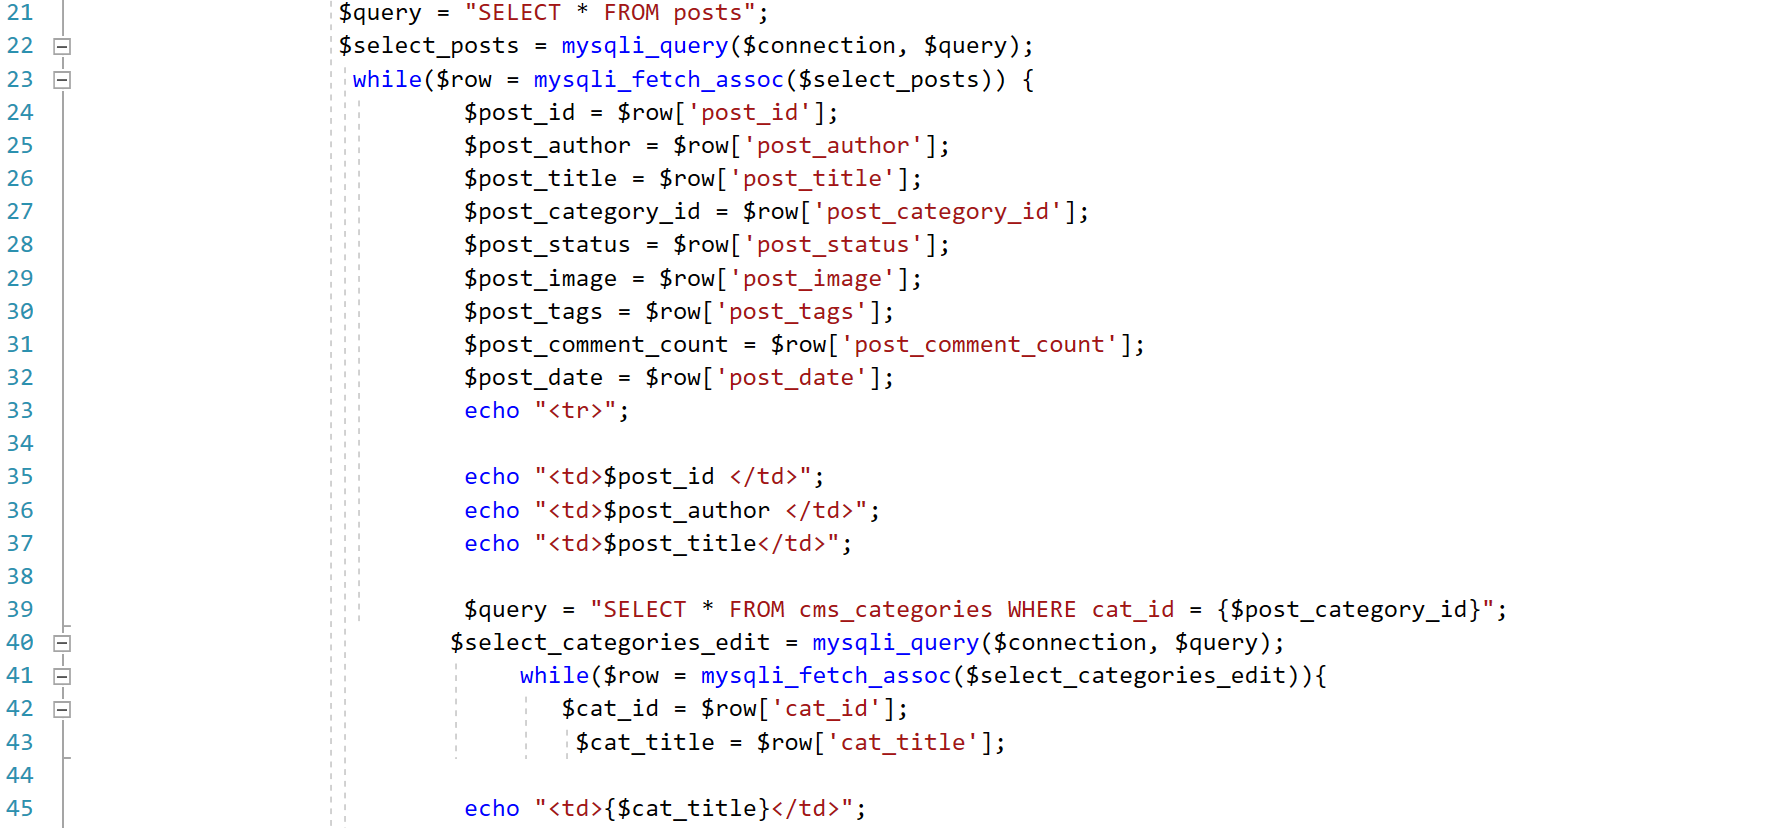 21 $query = "SELECT * FROM posts";
22 $select_posts = mysqli_query($connection, $query);
23 while($row = mysqli_fetch_assoc($select_posts)) {
24 $post_id = $row['post_id'];
25 $post_author = $row['post_author'];
26 $post_title = $row['post_title'];
27 $post_category_id = $row['post_category_id'];
28 $post_status = $row['post_status'];
29 $post_image = $row['post_image'];
30 $post_tags = $row['post_tags'];
31 $post_comment_count = $row['post_comment_count'];
32 $post_date = $row['post_date'];
33 echo "<tr>";
34
35 echo "<td>$post_id </td>";
36 echo "<td>$post_author </td>";
37 echo "<td>$post_title</td>";
38
39 $query = "SELECT * FROM cms_categories WHERE cat_id = {$post_category_id}";
40 $select_categories_edit = mysqli_query($connection, $query);
41 while($row = mysqli_fetch_assoc($select_categories_edit)){
42 $cat_id = $row['cat_id'];
43 $cat_title = $row['cat_title'];
44
45 echo "<td>{$cat_title}</td>";